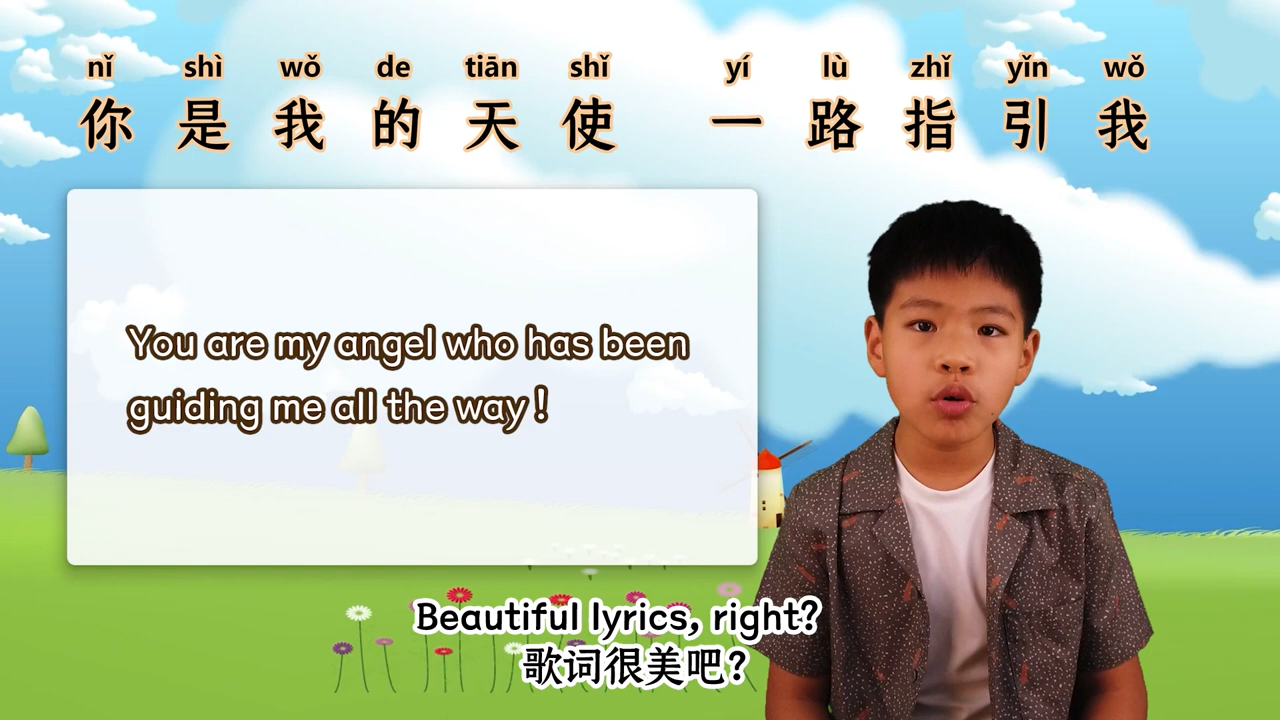 nǐ shì wǒ de tiān shǐ yí lù zhǐ yǐn wǒ
你是我的天使 一路指引我
You are my angel who has been
guiding me all the way!
Beautiful lyrics, right?
歌词很美吧?